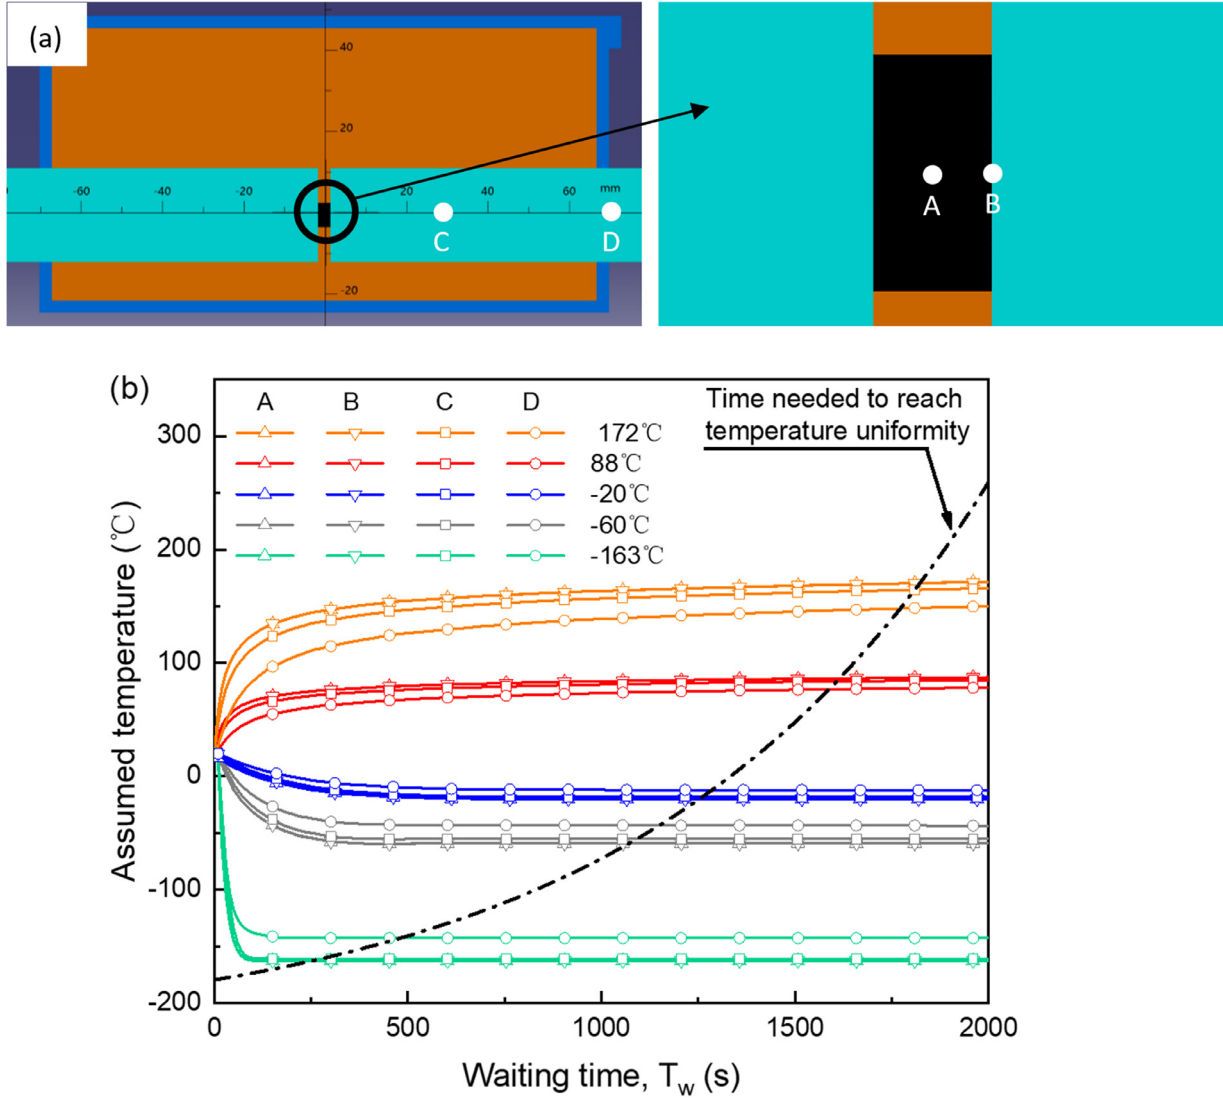 (a)
40
20
-60
-40
-20
20
40
60
mm
-20
C
D
A
B
(b)
A B C D
172℃
88℃
-20℃
-60℃
-163℃
Time needed to reach
temperature uniformity
Assumed temperature (℃)
300
200
100
0
-100
-200
0 500 1000 1500 2000
Waiting time, Tw (s)